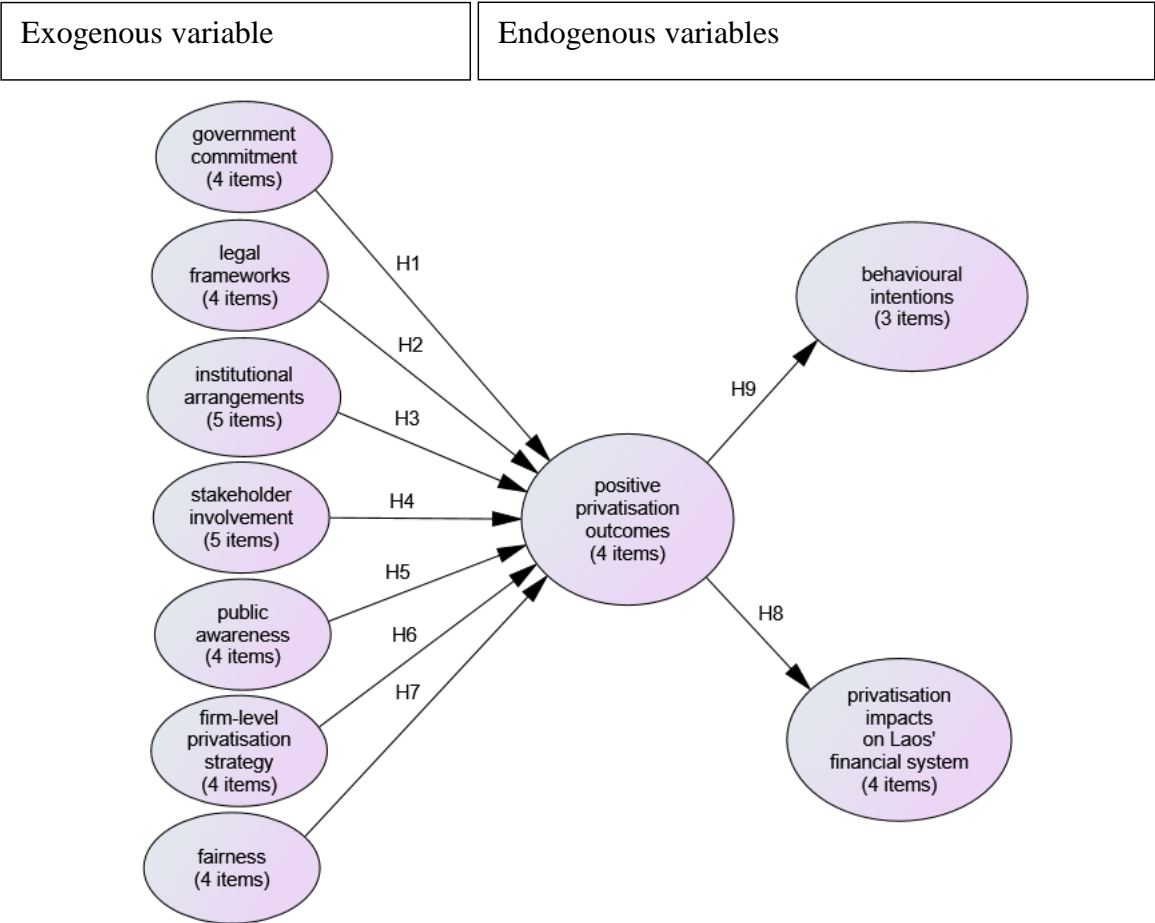 Exogenous variable
Endogenous variables
government
commitment
(4 items)
legal
frameworks
(4 items)
institutional
arrangements
(5 items)
stakeholder
involvement
(5 items)
public
awareness
(4 items)
firm-level
privatisation
strategy
(4 items)
fairness
(4 items)
H1
H2
H3
H4
H5
H6
H7
positive
privatisation
outcomes
(4 items)
H9
H8
behavioural
intentions
(3 items)
privatisation
impacts
on Laos'
financial system
(4 items)